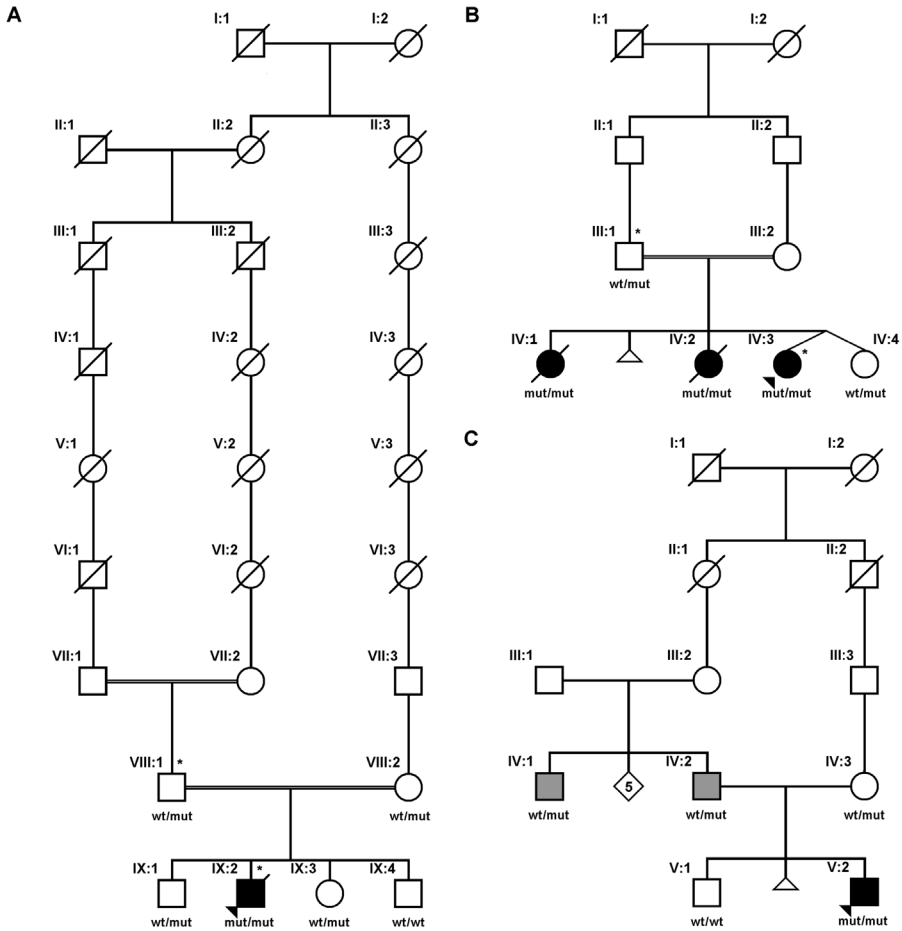 A
I:1 I:2
II:1 II:2 II:3
III:1 III:2 III:3
IV:1 IV:2 IV:3
V:1 V:2 V:3
VI:1 VI:2 VI:3
VII:1 VII:2 VII:3
VIII:1 * VIII:2
wt/mut wt/mut
IX:1 IX:2 * IX:3 IX:4
wt/mut mut/mut wt/mut wt/wt
B
I:1 I:2
II:1 II:2
III:1 * III:2
wt/mut
IV:1 IV:2 IV:3 * IV:4
mut/mut mut/mut mut/mut wt/mut
C
I:1 I:2
II:1 II:2
III:1 III:2 III:3
IV:1 5 IV:2 IV:3
wt/mut wt/mut wt/mut
V:1 V:2
wt/wt mut/mut